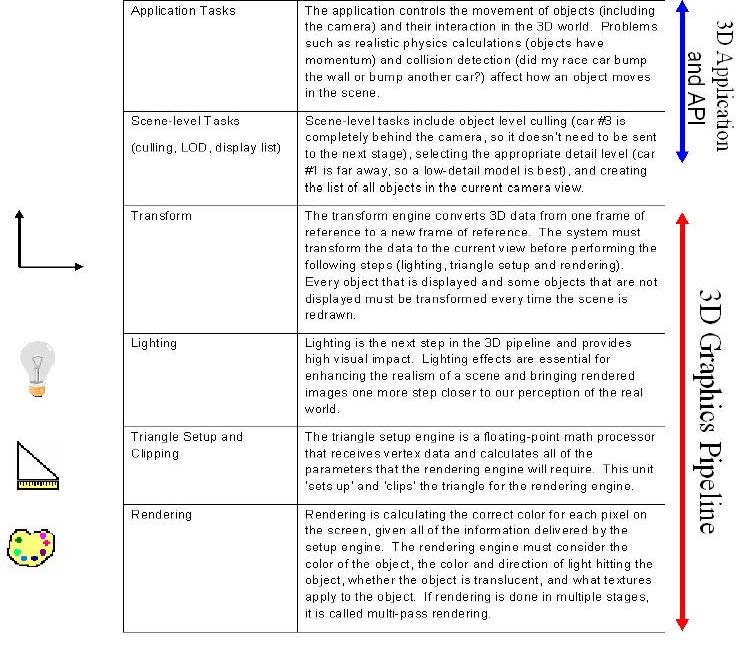 Application Tasks
The application controls the movement of objects (including
the camera) and their interaction in the 3D world.  Problems
such as realistic physics calculations (objects have
momentum) and collision detection (did my race car bump
the wall or bump another car?) affect how an object moves
in the scene.
Scene-level Tasks
(culling, LOD, display list)
Scene-level tasks include object level culling (car #3 is
completely behind the camera, so it doesn't need to be sent
to the next stage), selecting the appropriate detail level (car
#1 is far away, so a low-detail model is best), and creating
the list of all objects in the current camera view.
3D Application
and API
Transform
The transform engine converts 3D data from one frame of
reference to a new frame of reference.  The system must
transform the data to the current view before performing the
following steps (lighting, triangle setup and rendering).
Every object that is displayed and some objects that are not
displayed must be transformed every time the scene is
redrawn.
Lighting
Lighting is the next step in the 3D pipeline and provides
high visual impact.  Lighting effects are essential for
enhancing the realism of a scene and bringing rendered
images one more step closer to our perception of the real
world.
Triangle Setup and
Clipping
The triangle setup engine is a floating-point math processor
that receives vertex data and calculates all of the
parameters that the rendering engine will require.  This unit
'sets up' and 'clips' the triangle for the rendering engine.
Rendering
Rendering is calculating the correct color for each pixel on
the screen, given all of the information delivered by the
setup engine.  The rendering engine must consider the
color of the object, the color and direction of light hitting the
object, whether the object is translucent, and what textures
apply to the object.  If rendering is done in multiple stages,
it is called multi-pass rendering.
3D Graphics Pipeline